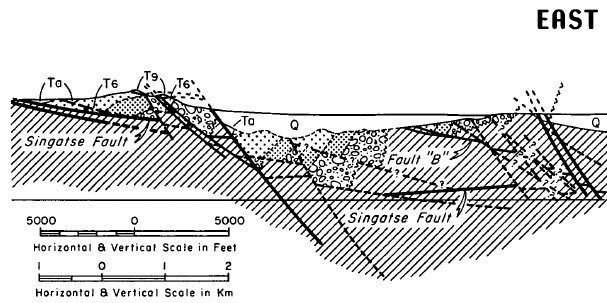 EAST
Ta T6 T9 T6
Ta Q Q
Singatse Fault
Fault "B"
Singatse Fault
5000 0 5000
Horizontal & Vertical Scale in Feet
1 0 1 2
Horizontal & Vertical Scale in Km